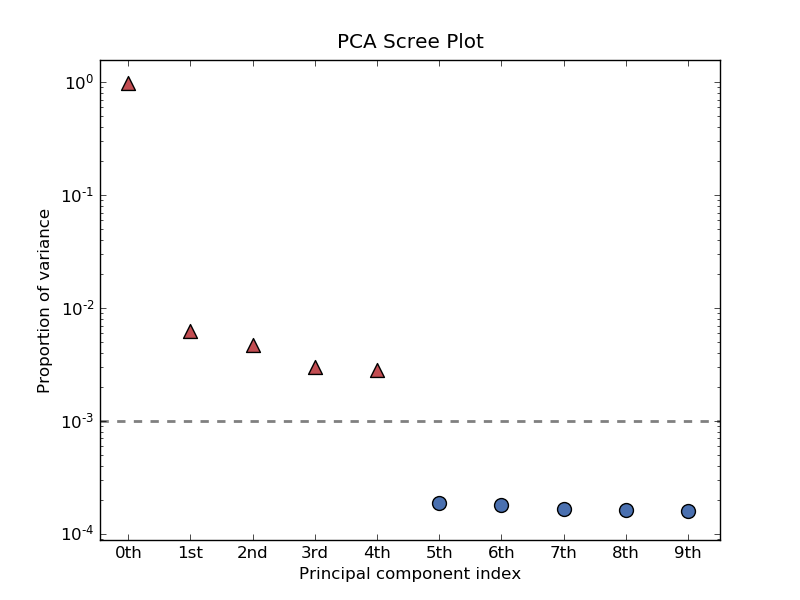 PCA Scree Plot
Proportion of variance
10^0
10^-1
10^-2
10^-3
10^-4
0th 1st 2nd 3rd 4th 5th 6th 7th 8th 9th
Principal component index